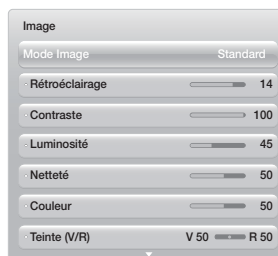 Image
Mode Image Standard
· Rétroéclairage 14
· Contraste 100
· Luminosité 45
· Netteté 50
· Couleur 50
· Teinte (V/R) V 50 R 50